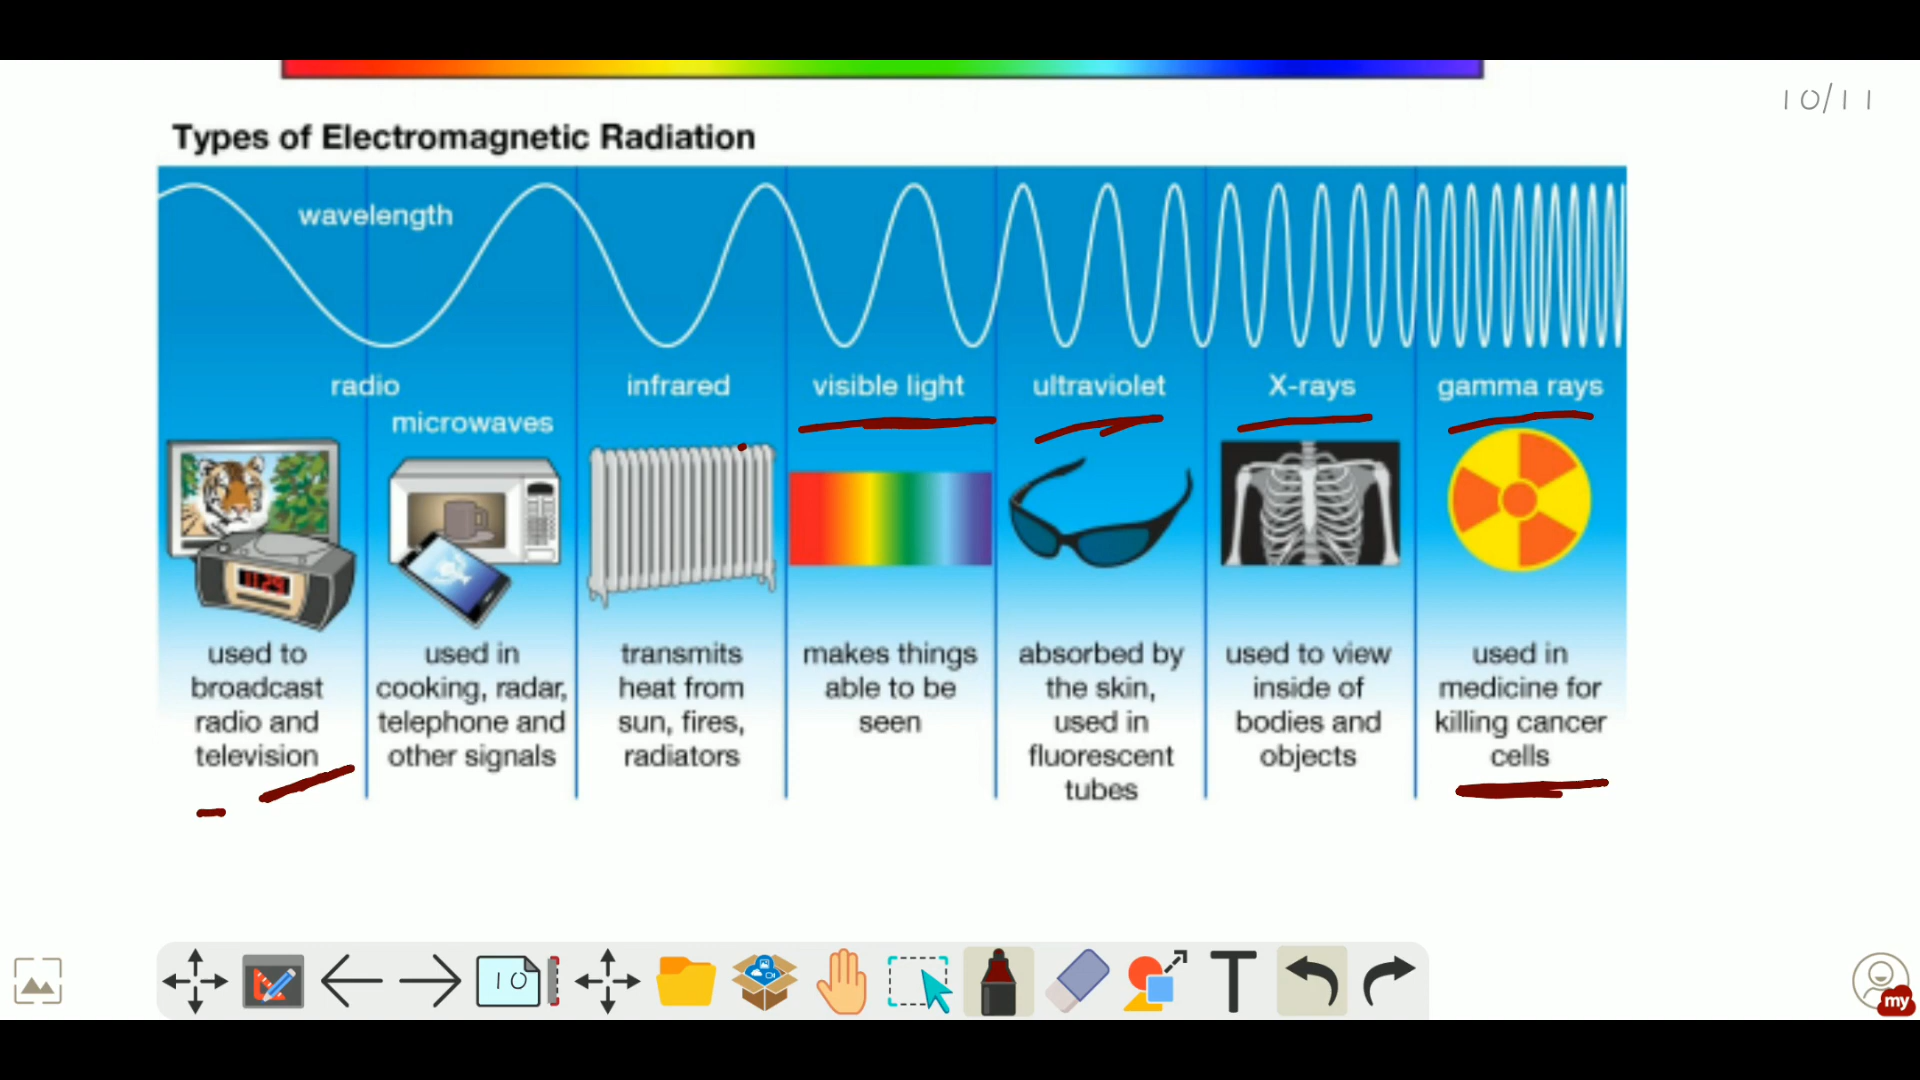 10/11
Types of Electromagnetic Radiation
wavelength
radio
microwaves
infrared
visible light
ultraviolet
X-rays
gamma rays
11:29
used to
broadcast
radio and
television
used in
cooking, radar,
telephone and
other signals
transmits
heat from
sun, fires,
radiators
makes things
able to be
seen
absorbed by
the skin,
used in
fluorescent
tubes
used to view
inside of
bodies and
objects
used in
medicine for
killing cancer
cells
10
T
my